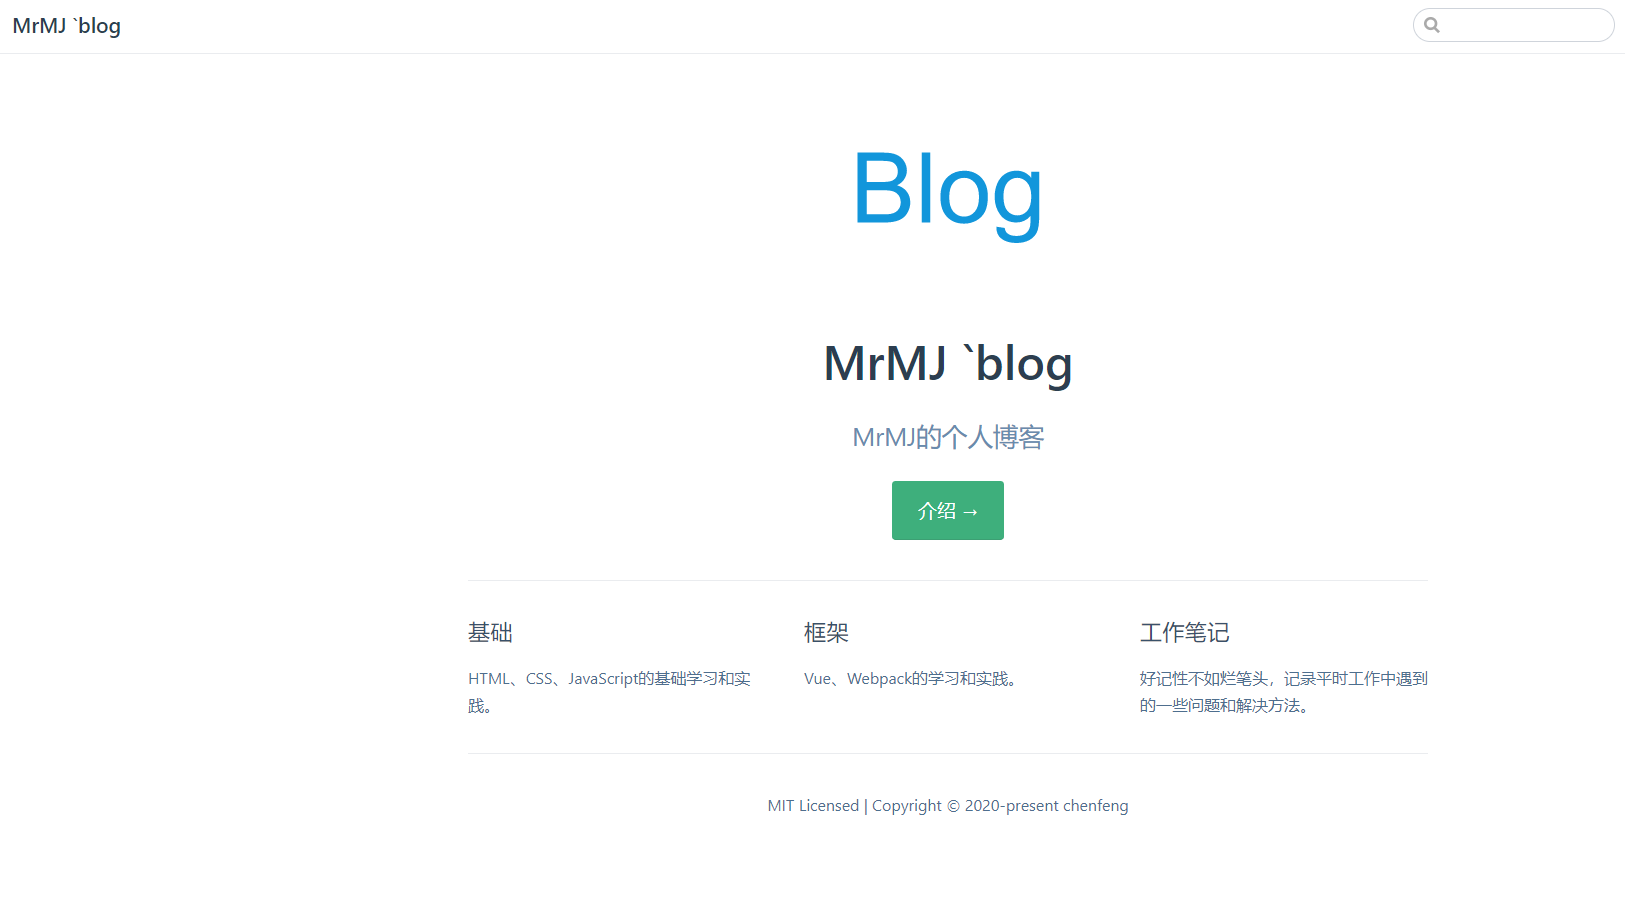 MrMJ `blog
Blog
MrMJ `blog
MrMJ的个人博客
介绍 →
基础
HTML、CSS、JavaScript的基础学习和实
践。
框架
Vue、Webpack的学习和实践。
工作笔记
好记性不如烂笔头，记录平时工作中遇到
的一些问题和解决方法。
MIT Licensed | Copyright © 2020-present chenfeng